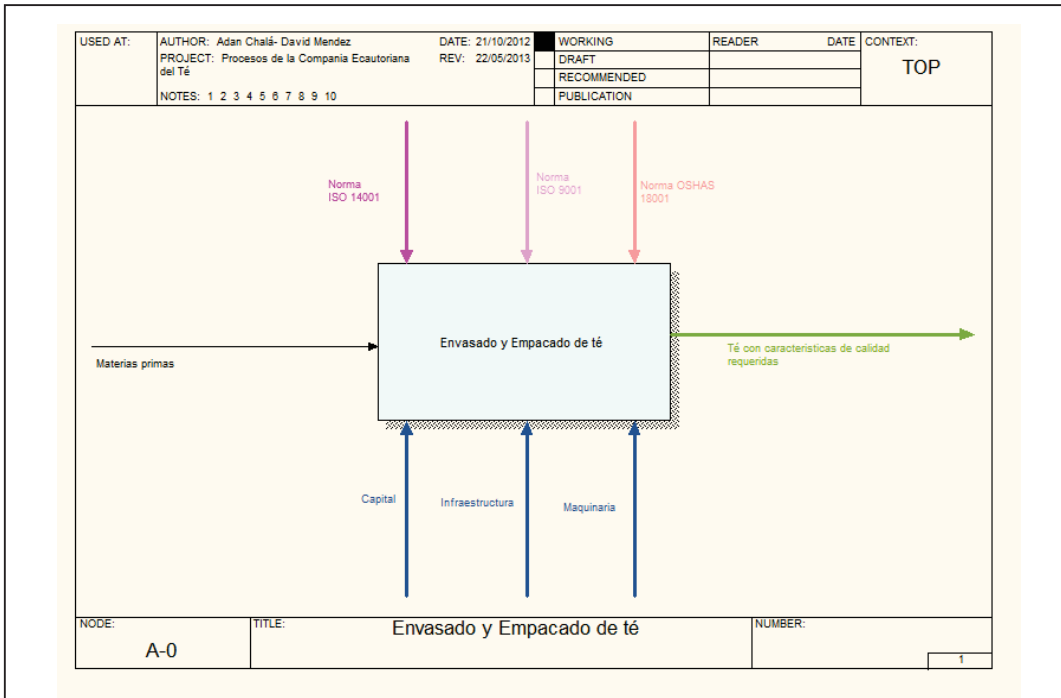 USED AT:
AUTHOR: Adan Chalá- David Mendez
DATE: 21/10/2012
WORKING
READER
DATE
CONTEXT:
PROJECT: Procesos de la Compania Ecautoriana
del Té
REV: 22/05/2013
DRAFT
TOP
RECOMMENDED
NOTES: 1 2 3 4 5 6 7 8 9 10
PUBLICATION
Norma
ISO 14001
Norma
ISO 9001
Norma OSHAS
18001
Envasado y Empacado de té
Materias primas
Té con caracteristicas de calidad
requeridas
Capital
Infraestructura
Maquinaria
NODE:
A-0
TITLE:
Envasado y Empacado de té
NUMBER:
1